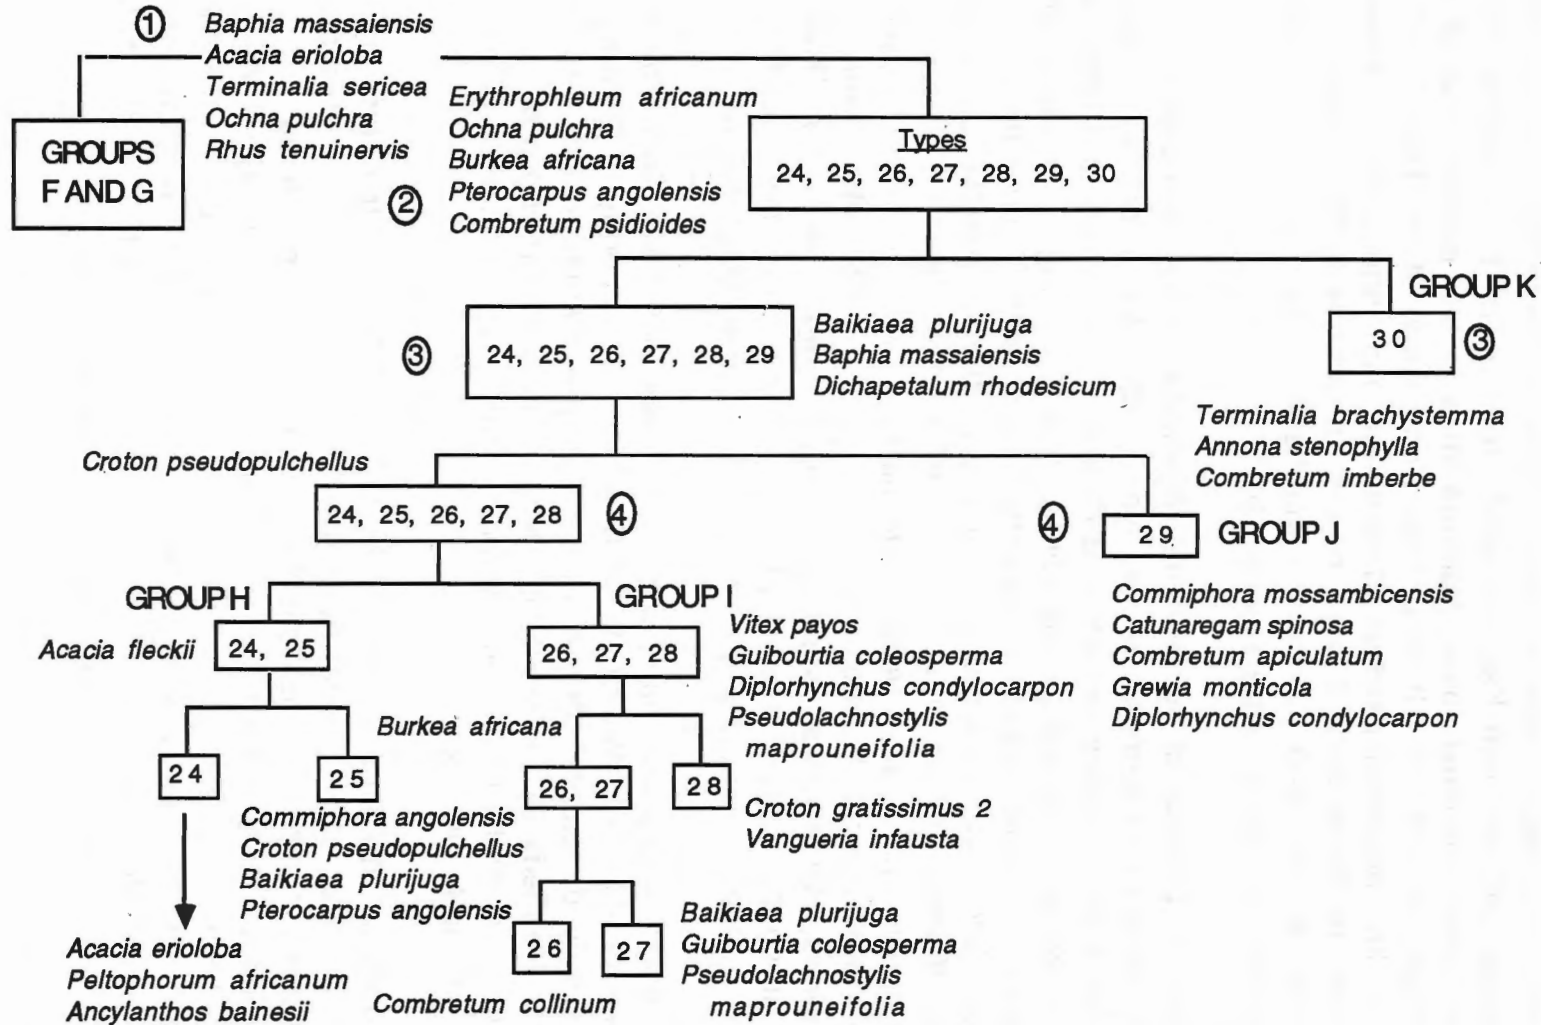 1
Baphia massaiensis
Acacia erioloba
Terminalia sericea
Ochna pulchra
Rhus tenuinervis
GROUPS
F AND G
2
Erythrophleum africanum
Ochna pulchra
Burkea africana
Pterocarpus angolensis
Combretum psidioides
Types
24, 25, 26, 27, 28, 29, 30
3
24, 25, 26, 27, 28, 29
Baikiaea plurijuga
Baphia massaiensis
Dichapetalum rhodesicum
GROUP K
30
3
Terminalia brachystemma
Annona stenophylla
Combretum imberbe
Croton pseudopulchellus
24, 25, 26, 27, 28
4
4
29
GROUP J
Commiphora mossambicensis
Catunaregam spinosa
Combretum apiculatum
Grewia monticola
Diplorhynchus condylocarpon
GROUP H
Acacia fleckii
24, 25
GROUP I
26, 27, 28
Vitex payos
Guibourtia coleosperma
Diplorhynchus condylocarpon
Pseudolachnostylis
maprouneifolia
24
25
Commiphora angolensis
Croton pseudopulchellus
Baikiaea plurijuga
Pterocarpus angolensis
Burkea africana
26, 27
28
Croton gratissimus 2
Vangueria infausta
Acacia erioloba
Peltophorum africanum
Ancylanthos bainesii
26
Combretum collinum
27
Baikiaea plurijuga
Guibourtia coleosperma
Pseudolachnostylis
maprouneifolia